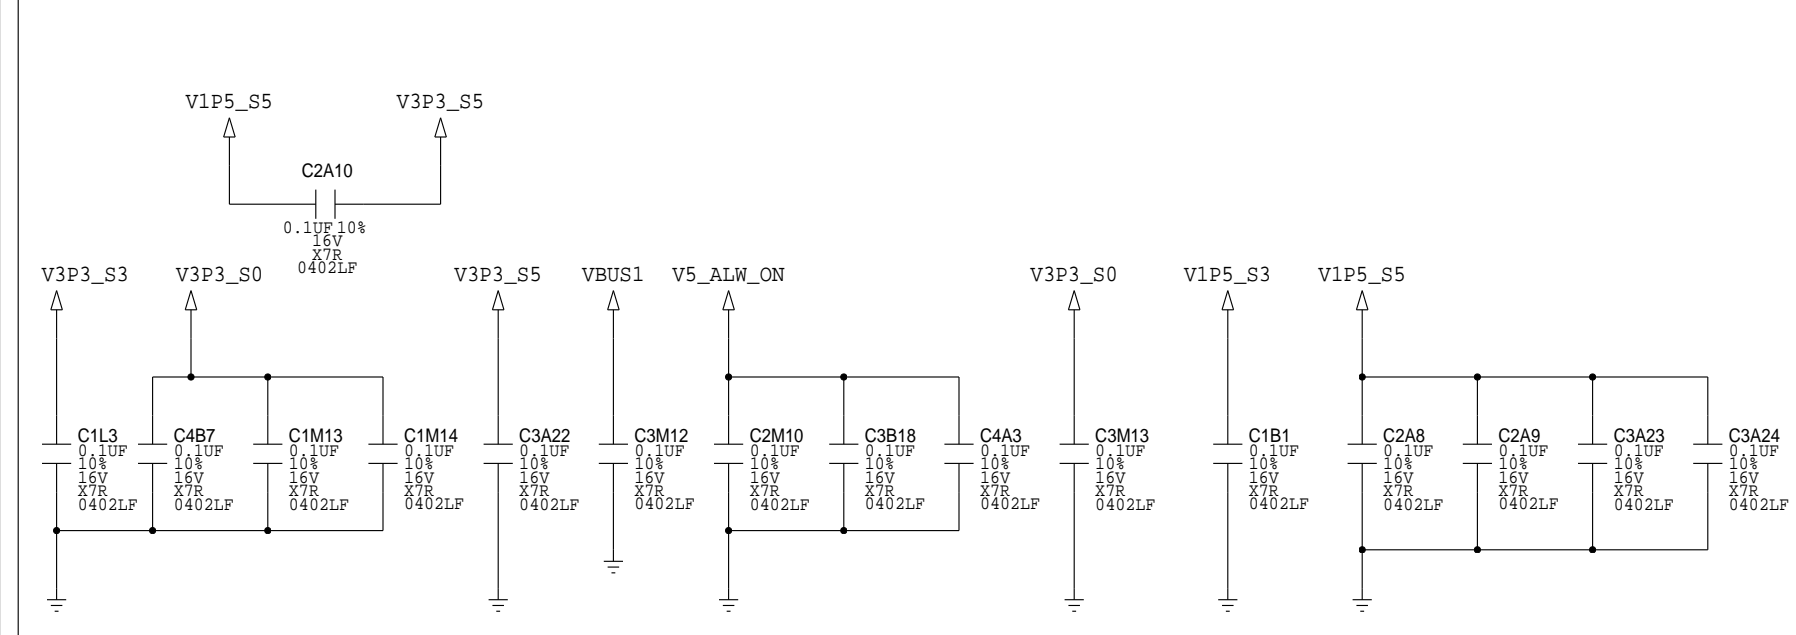 V1P5_S5
V3P3_S5
C2A10
0.1UF 10%
16V
X7R
0402LF
V3P3_S3
V3P3_S0
V3P3_S5
VBUS1
V5_ALW_ON
V3P3_S0
V1P5_S3
V1P5_S5
C1L3
0.1UF
10%
16V
X7R
0402LF
C4B7
0.1UF
10%
16V
X7R
0402LF
C1M13
0.1UF
10%
16V
X7R
0402LF
C1M14
0.1UF
10%
16V
X7R
0402LF
C3A22
0.1UF
10%
16V
X7R
0402LF
C3M12
0.1UF
10%
16V
X7R
0402LF
C2M10
0.1UF
10%
16V
X7R
0402LF
C3B18
0.1UF
10%
16V
X7R
0402LF
C4A3
0.1UF
10%
16V
X7R
0402LF
C3M13
0.1UF
10%
16V
X7R
0402LF
C1B1
0.1UF
10%
16V
X7R
0402LF
C2A8
0.1UF
10%
16V
X7R
0402LF
C2A9
0.1UF
10%
16V
X7R
0402LF
C3A23
0.1UF
10%
16V
X7R
0402LF
C3A24
0.1UF
10%
16V
X7R
0402LF